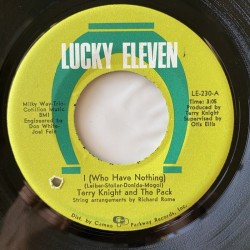 LUCKY ELEVEN
Milky Way-Trio
Cotillion Music
BMI
Engineered by
Don White
Joel Fein
LE-230-A
Time: 3:05
Produced by
Terry Knight
Supervised by
Otis Ellis
I (Who Have Nothing)
(Leiber-Stoller-Donida-Mogol)
Terry Knight and The Pack
String arrangements by Richard Rome
Dist. by Cameo Parkway Records, Inc.